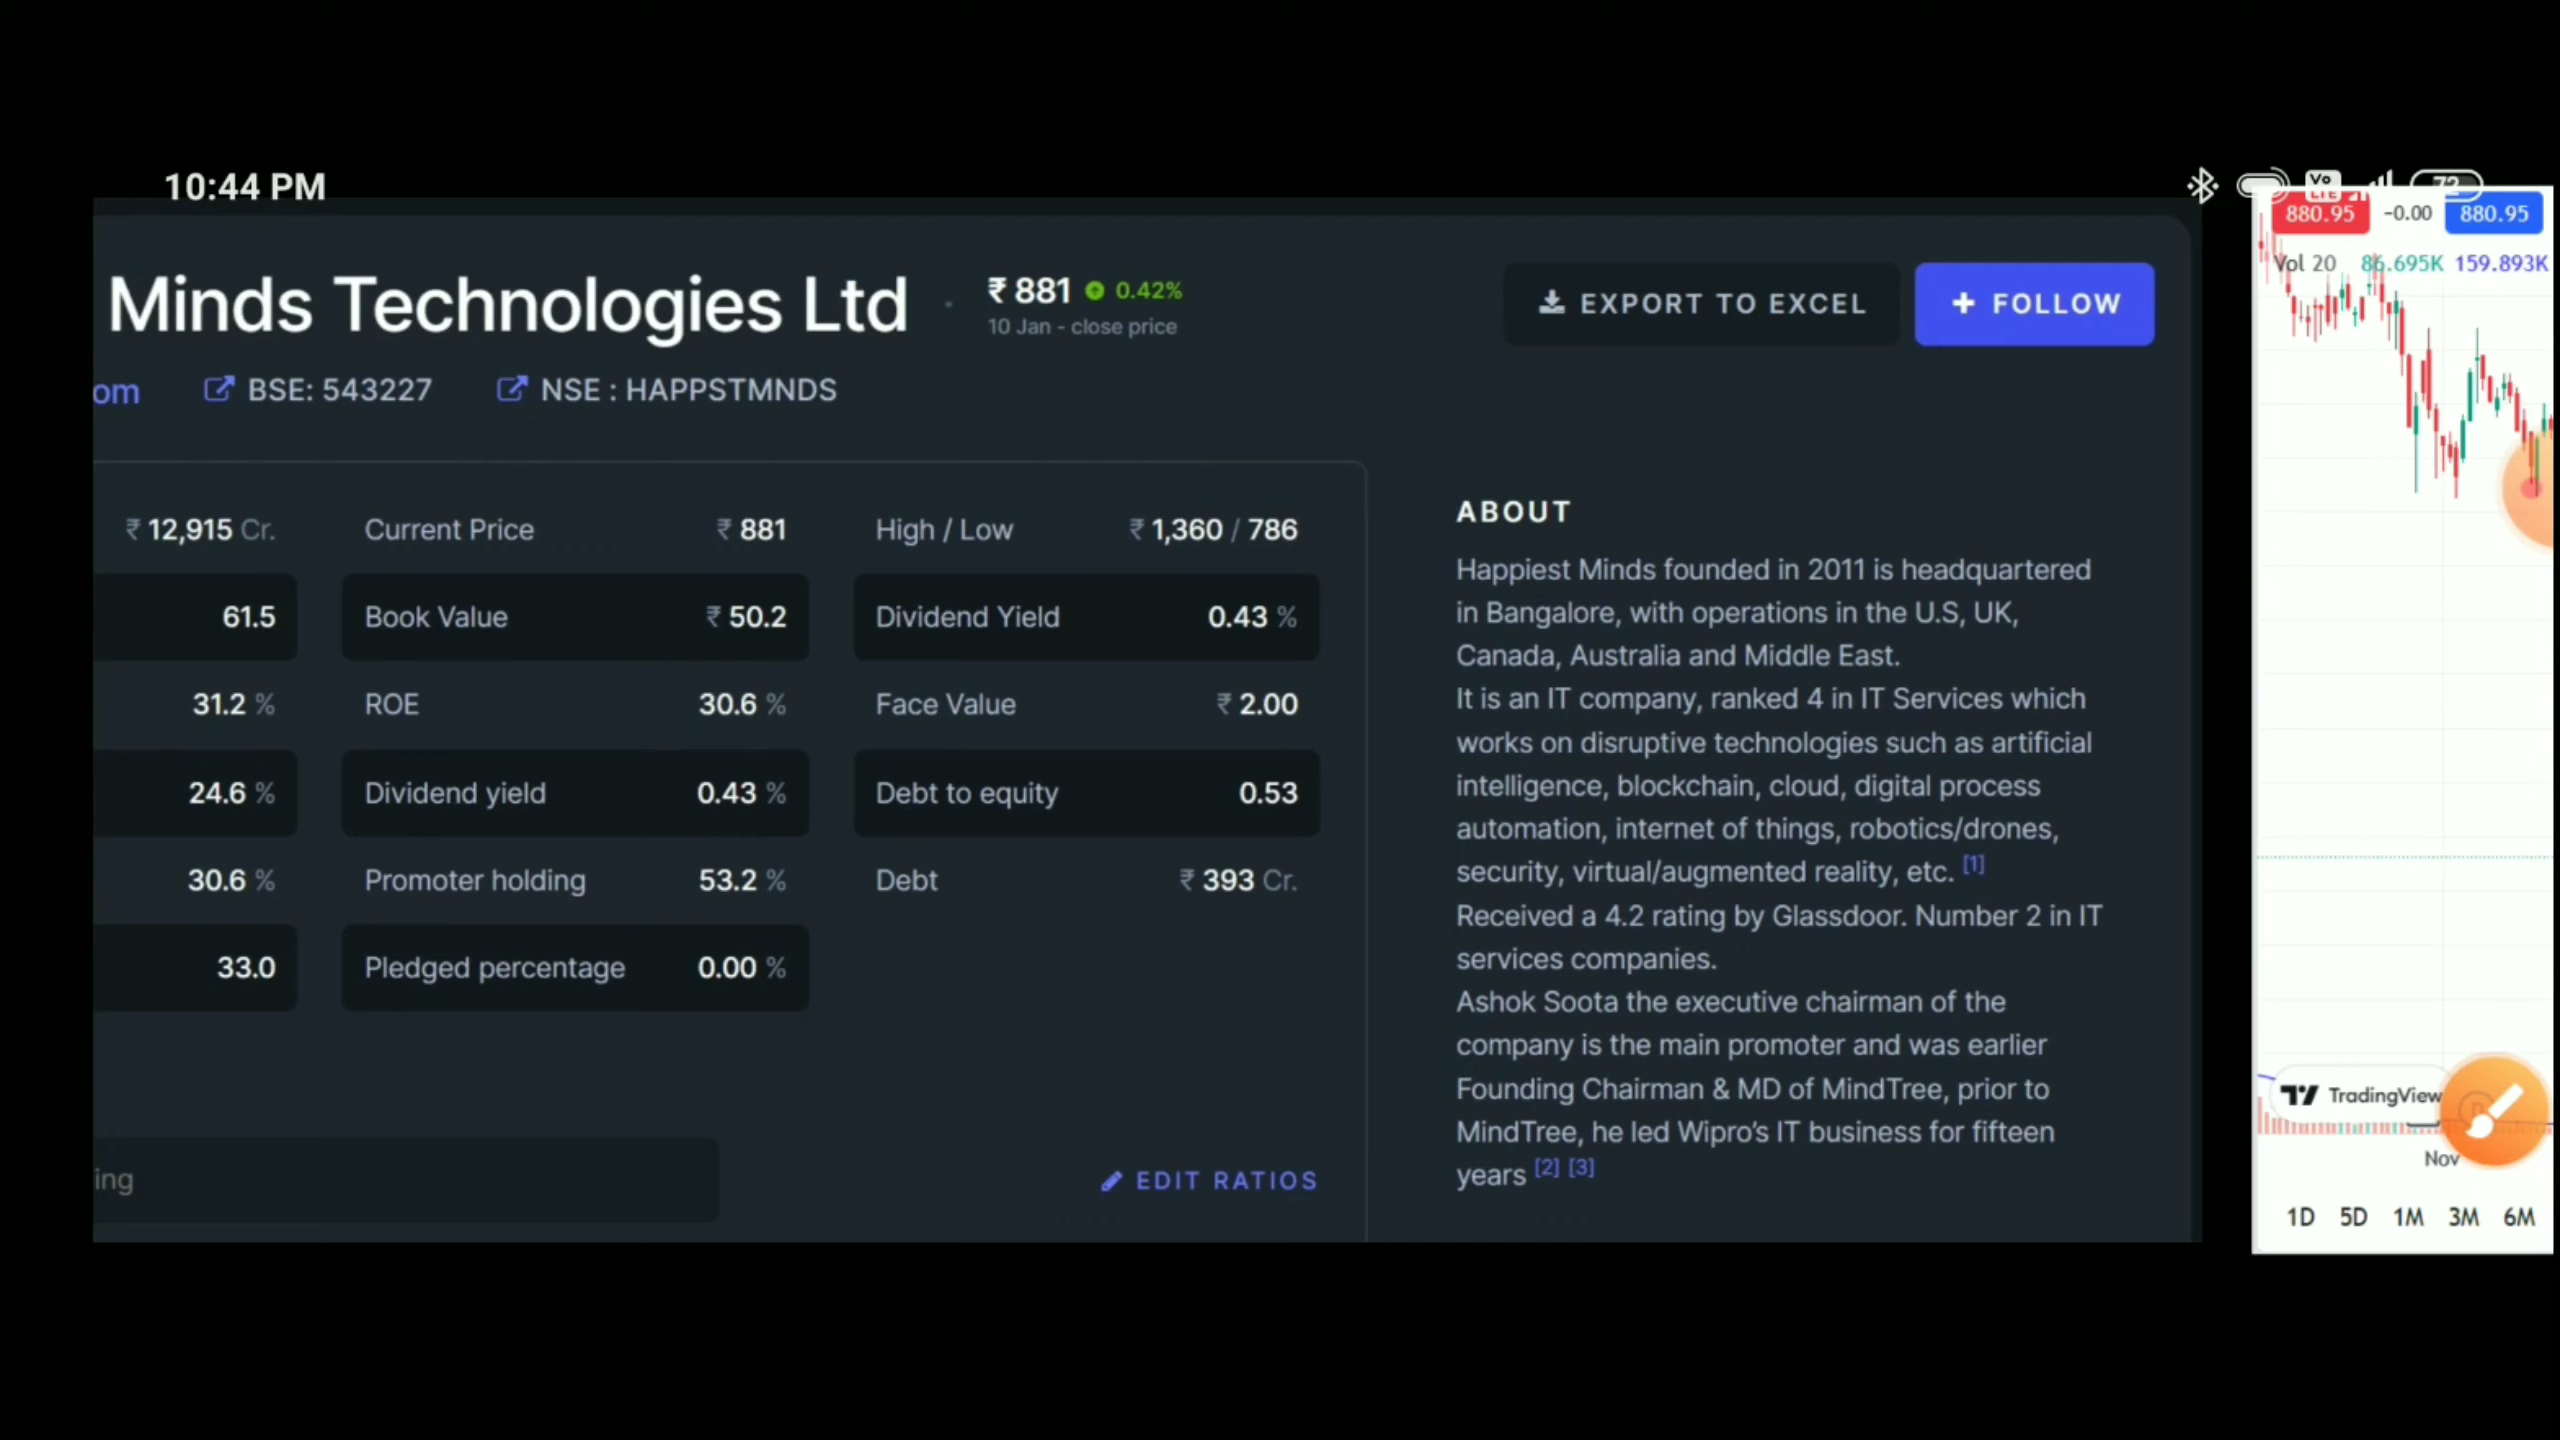 10:44 PM
Vo LTE
72
Minds Technologies Ltd
₹ 881 0.42%
10 Jan - close price
EXPORT TO EXCEL
+ FOLLOW
om
BSE: 543227
NSE : HAPPSTMNDS
₹ 12,915 Cr.
Current Price ₹ 881
High / Low ₹ 1,360 / 786
61.5
Book Value ₹ 50.2
Dividend Yield 0.43 %
31.2 %
ROE 30.6 %
Face Value ₹ 2.00
24.6 %
Dividend yield 0.43 %
Debt to equity 0.53
30.6 %
Promoter holding 53.2 %
Debt ₹ 393 Cr.
33.0
Pledged percentage 0.00 %
ing
EDIT RATIOS
ABOUT
Happiest Minds founded in 2011 is headquartered
in Bangalore, with operations in the U.S, UK,
Canada, Australia and Middle East.
It is an IT company, ranked 4 in IT Services which
works on disruptive technologies such as artificial
intelligence, blockchain, cloud, digital process
automation, internet of things, robotics/drones,
security, virtual/augmented reality, etc. [1]
Received a 4.2 rating by Glassdoor. Number 2 in IT
services companies.
Ashok Soota the executive chairman of the
company is the main promoter and was earlier
Founding Chairman & MD of MindTree, prior to
MindTree, he led Wipro's IT business for fifteen
years [2] [3]
880.95 -0.00 880.95
Vol 20 86.695K 159.893K
TradingView
Nov
1D 5D 1M 3M 6M